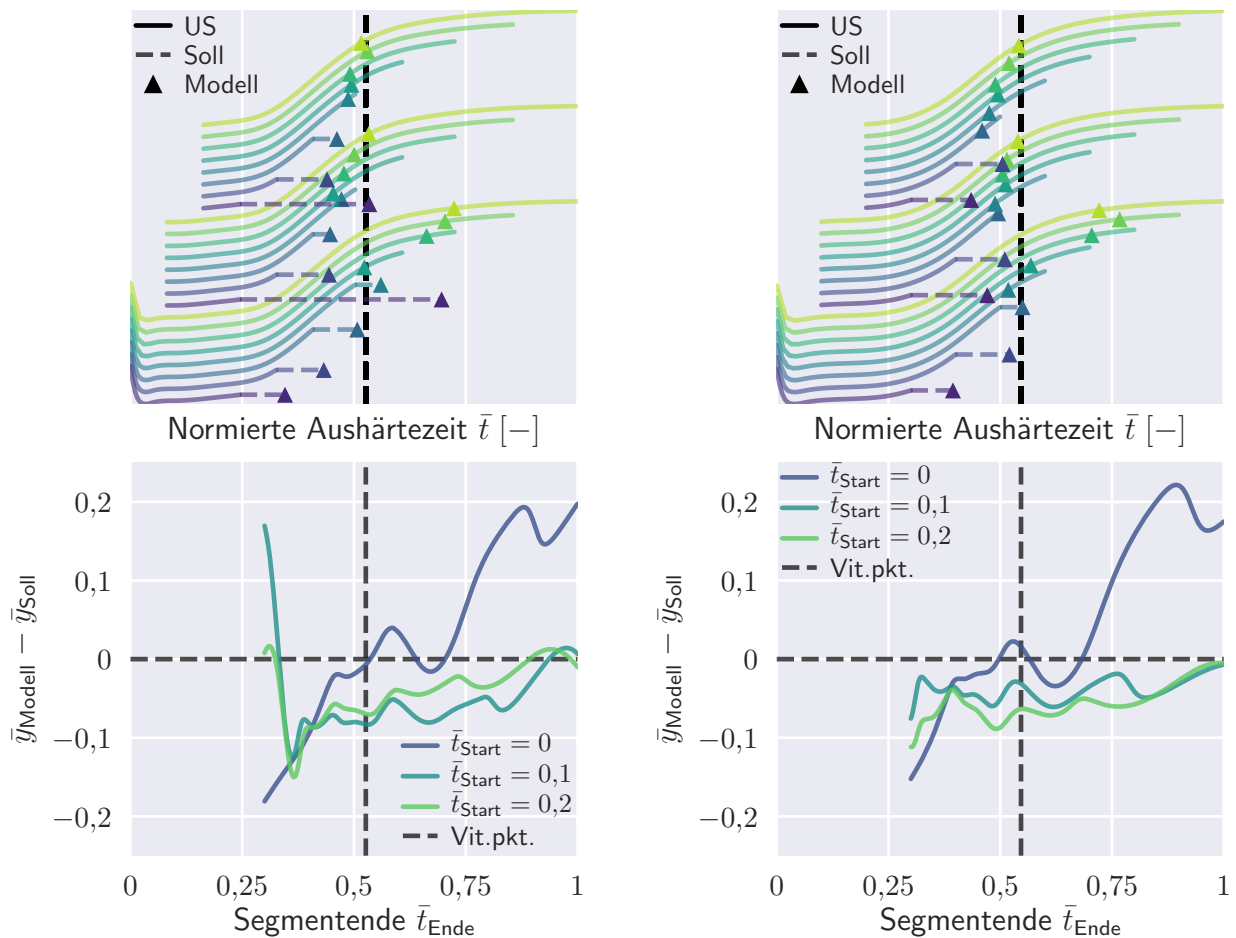 US
Soll
Modell
Normierte Aushärtezeit t̄ [−]
US
Soll
Modell
Normierte Aushärtezeit t̄ [−]
ȳModell − ȳSoll
0,2
0,1
0
−0,1
−0,2
t̄Start = 0
t̄Start = 0,1
t̄Start = 0,2
Vit.pkt.
0 0,25 0,5 0,75 1
Segmentende t̄Ende
ȳModell − ȳSoll
0,2
0,1
0
−0,1
−0,2
t̄Start = 0
t̄Start = 0,1
t̄Start = 0,2
Vit.pkt.
0 0,25 0,5 0,75 1
Segmentende t̄Ende